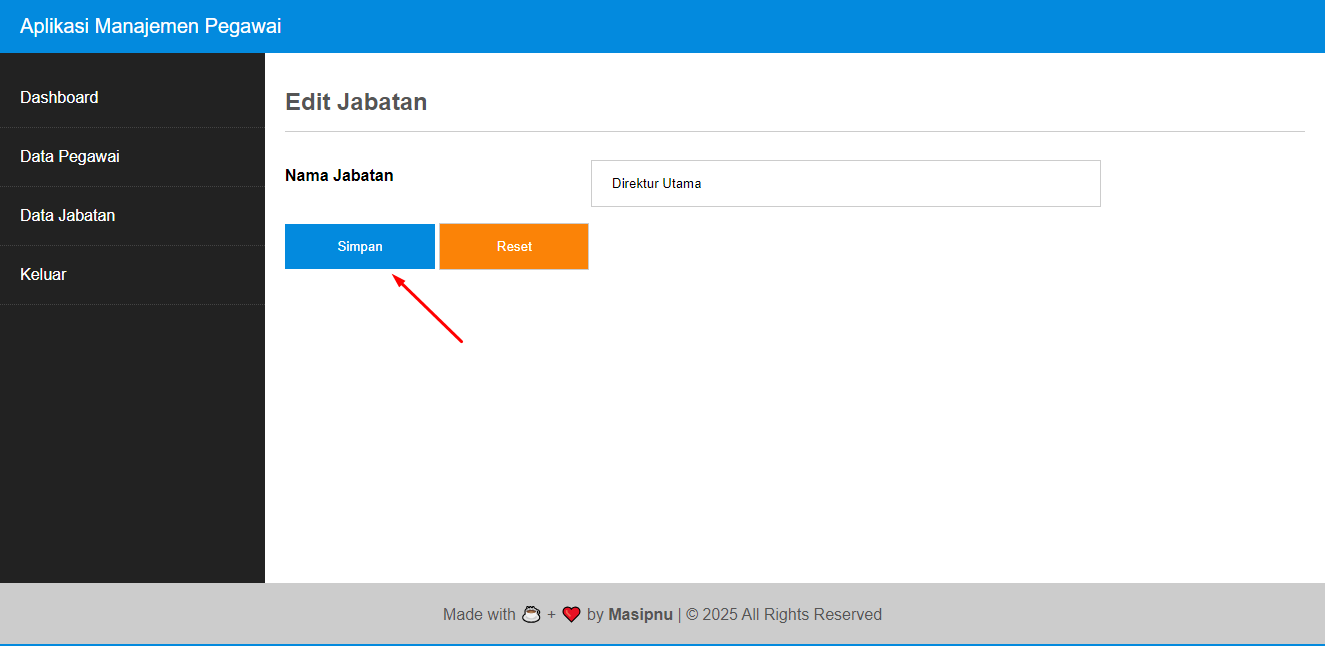 Aplikasi Manajemen Pegawai
Dashboard
Data Pegawai
Data Jabatan
Keluar
Edit Jabatan
Nama Jabatan
Direktur Utama
Simpan
Reset
Made with ☕ + ❤️ by Masipnu | © 2025 All Rights Reserved